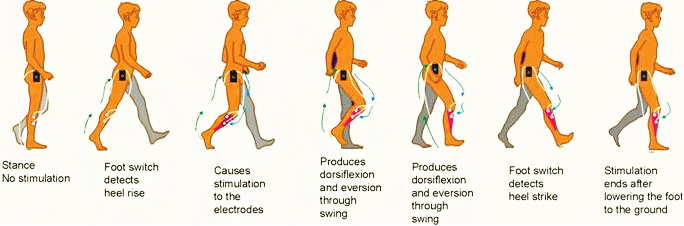 Stance
No stimulation
Foot switch
detects
heel rise
Causes
stimulation
to the
electrodes
Produces
dorsiflexion
and eversion
through
swing
Produces
dorsiflexion
and eversion
through
swing
Foot switch
detects
heel strike
Stimulation
ends after
lowering the foot
to the ground